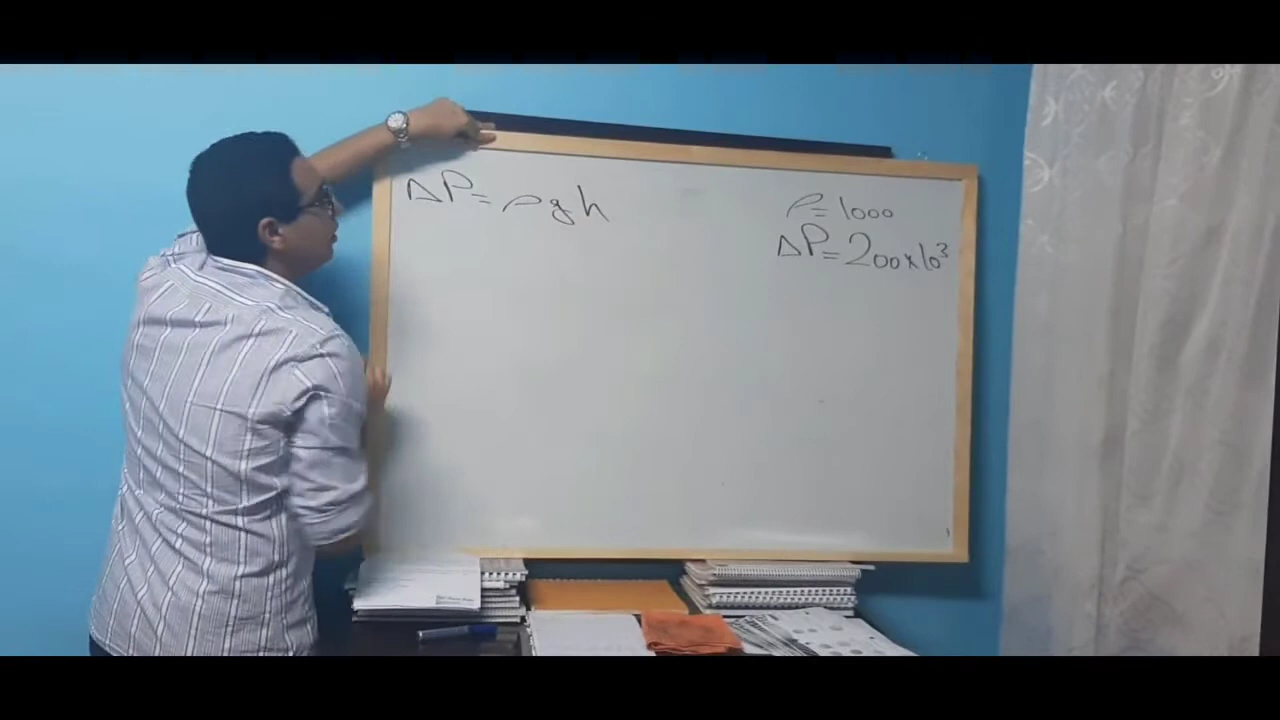 ΔP = ρgh
ρ = 1000
ΔP = 200×10³